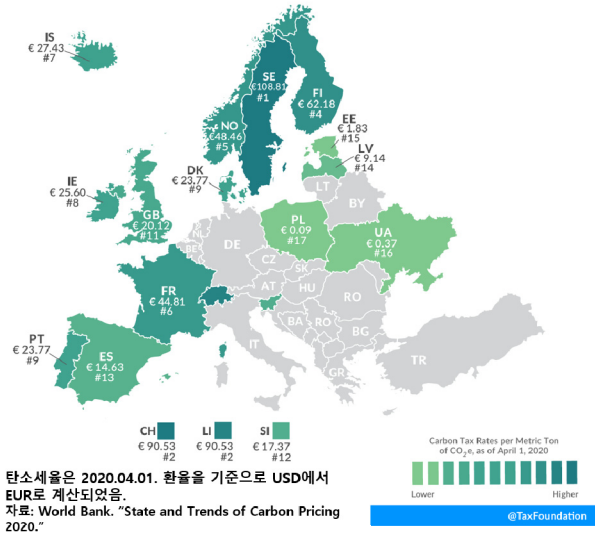 IS
€ 27.43
#7
SE
€108.81
#1
FI
€ 62.18
#4
NO
€48.46
#5
EE
€ 1.83
#15
LV
€ 9.14
#14
DK
€ 23.77
#9
IE
€ 25.60
#8
GB
€ 20.12
#11
LT
BY
NL
BE
DE
PL
€ 0.09
#17
UA
€ 0.37
#16
CZ
SK
AT
HU
RO
FR
€ 44.81
#6
BA
RO
BG
IT
GR
TR
PT
€ 23.77
#9
ES
€ 14.63
#13
CH
€ 90.53
#2
LI
€ 90.53
#2
SI
€ 17.37
#12
Carbon Tax Rates per Metric Ton
of CO₂e, as of April 1, 2020
Lower
Higher
탄소세율은 2020.04.01. 환율을 기준으로 USD에서
EUR로 계산되었음.
자료: World Bank. “State and Trends of Carbon Pricing
2020.”
@TaxFoundation